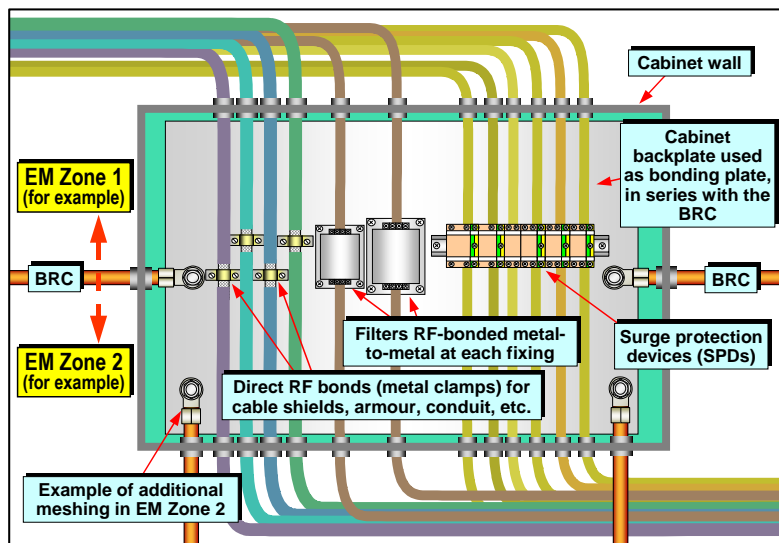 Cabinet wall
Cabinet
backplate used
as bonding plate,
in series with the
BRC
EM Zone 1
(for example)
BRC
BRC
EM Zone 2
(for example)
Filters RF-bonded metal-
to-metal at each fixing
Surge protection
devices (SPDs)
Direct RF bonds (metal clamps) for
cable shields, armour, conduit, etc.
Example of additional
meshing in EM Zone 2